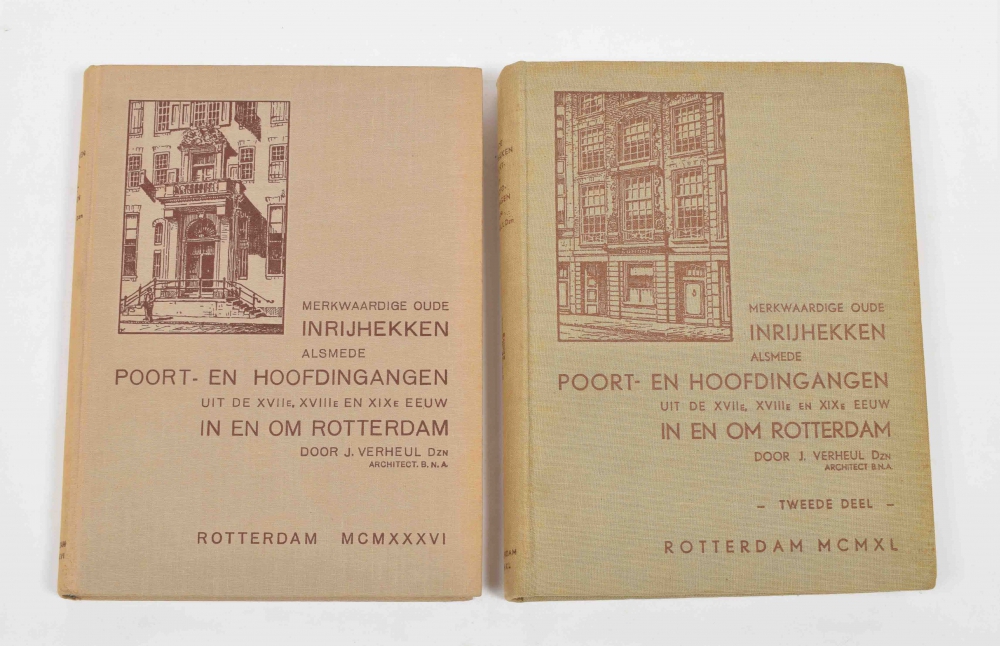 MERKWAARDIGE OUDE
INRIJHEKKEN
ALSMEDE
POORT- EN HOOFDINGANGEN
UIT DE XVIIE, XVIIIE EN XIXE EEUW
IN EN OM ROTTERDAM
DOOR J. VERHEUL DZN
ARCHITECT. B.N.A.
ROTTERDAM MCMXXXVI
MERKWAARDIGE OUDE
INRIJHEKKEN
ALSMEDE
POORT- EN HOOFDINGANGEN
UIT DE XVIIE, XVIIIE EN XIXE EEUW
IN EN OM ROTTERDAM
DOOR J. VERHEUL DZN
ARCHITECT B.N.A.
- TWEEDE DEEL -
ROTTERDAM MCMXL